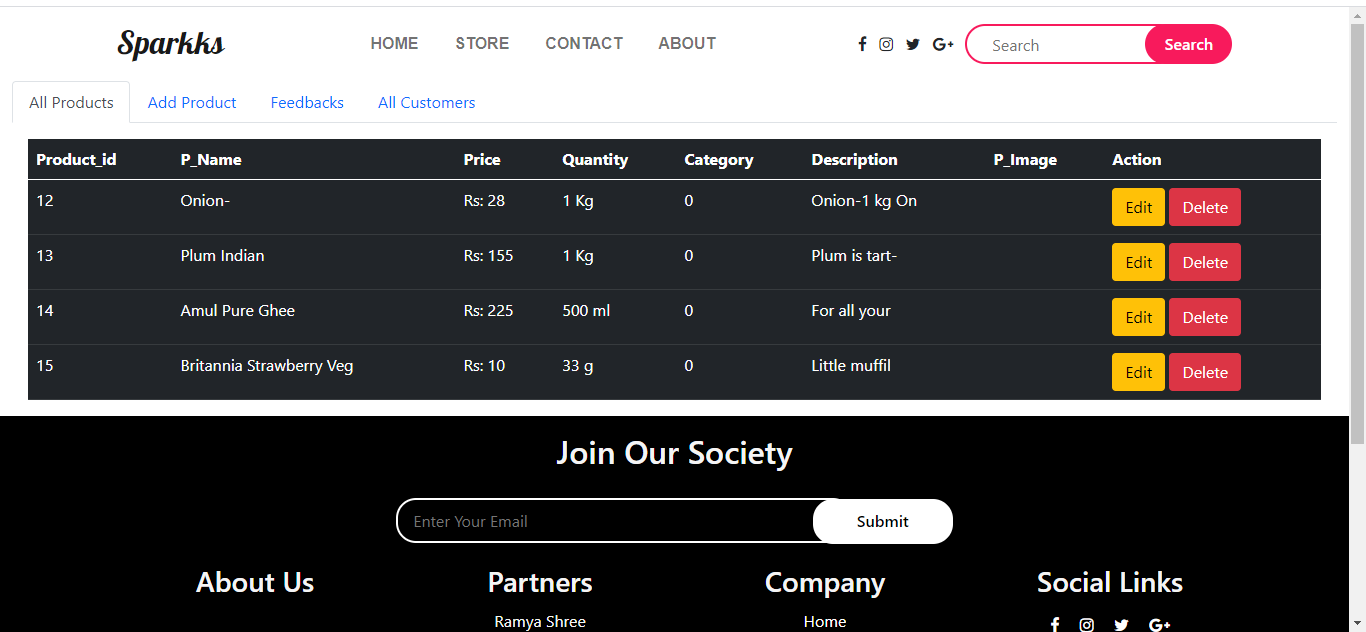 Sparkks HOME STORE CONTACT ABOUT Search Search
All Products Add Product Feedbacks All Customers
Product_id P_Name Price Quantity Category Description P_Image Action
12 Onion- Rs: 28 1 Kg 0 Onion-1 kg On Edit Delete
13 Plum Indian Rs: 155 1 Kg 0 Plum is tart- Edit Delete
14 Amul Pure Ghee Rs: 225 500 ml 0 For all your Edit Delete
15 Britannia Strawberry Veg Rs: 10 33 g 0 Little muffil Edit Delete
Join Our Society
Enter Your Email Submit
About Us Partners Company Social Links
Ramya Shree Home